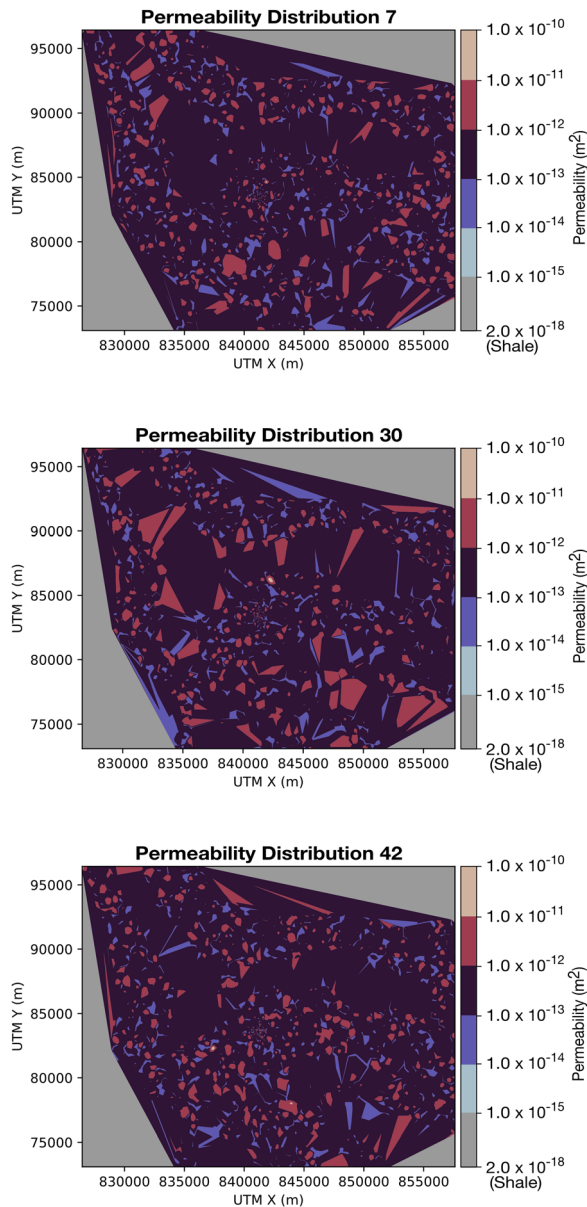 Permeability Distribution 7
95000
90000
85000
80000
75000
UTM Y (m)
830000 835000 840000 845000 850000 855000
UTM X (m)
1.0 x 10⁻¹⁰
1.0 x 10⁻¹¹
1.0 x 10⁻¹²
1.0 x 10⁻¹³
1.0 x 10⁻¹⁴
1.0 x 10⁻¹⁵
2.0 x 10⁻¹⁸
(Shale)
Permeability (m²)
Permeability Distribution 30
95000
90000
85000
80000
75000
UTM Y (m)
830000 835000 840000 845000 850000 855000
UTM X (m)
1.0 x 10⁻¹⁰
1.0 x 10⁻¹¹
1.0 x 10⁻¹²
1.0 x 10⁻¹³
1.0 x 10⁻¹⁴
1.0 x 10⁻¹⁵
2.0 x 10⁻¹⁸
(Shale)
Permeability (m²)
Permeability Distribution 42
95000
90000
85000
80000
75000
UTM Y (m)
830000 835000 840000 845000 850000 855000
UTM X (m)
1.0 x 10⁻¹⁰
1.0 x 10⁻¹¹
1.0 x 10⁻¹²
1.0 x 10⁻¹³
1.0 x 10⁻¹⁴
1.0 x 10⁻¹⁵
2.0 x 10⁻¹⁸
(Shale)
Permeability (m²)